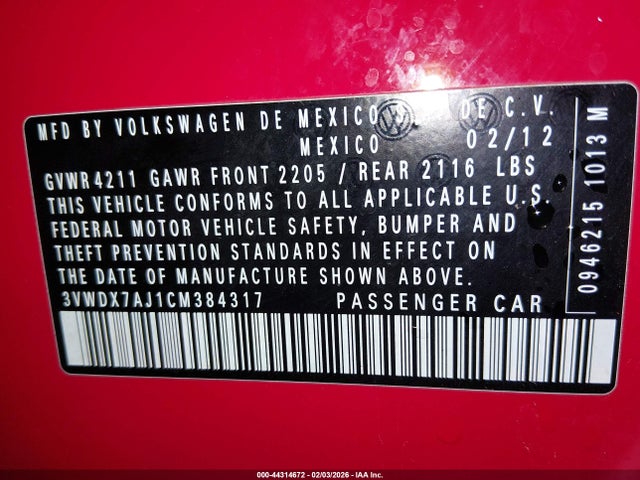 MFD BY VOLKSWAGEN DE MEXICO DE C.V.
MEXICO 02/12
GVWR 4211 GAWR FRONT 2205 / REAR 2116 LBS
THIS VEHICLE CONFORMS TO ALL APPLICABLE U.S.
FEDERAL MOTOR VEHICLE SAFETY, BUMPER AND
THEFT PREVENTION STANDARDS IN EFFECT ON
THE DATE OF MANUFACTURE SHOWN ABOVE.
3VWDX7AJ1CM384317 PASSENGER CAR
0946215 1013 M
000-44314672 - 02/03/2026 - Copyright IAA, Inc.